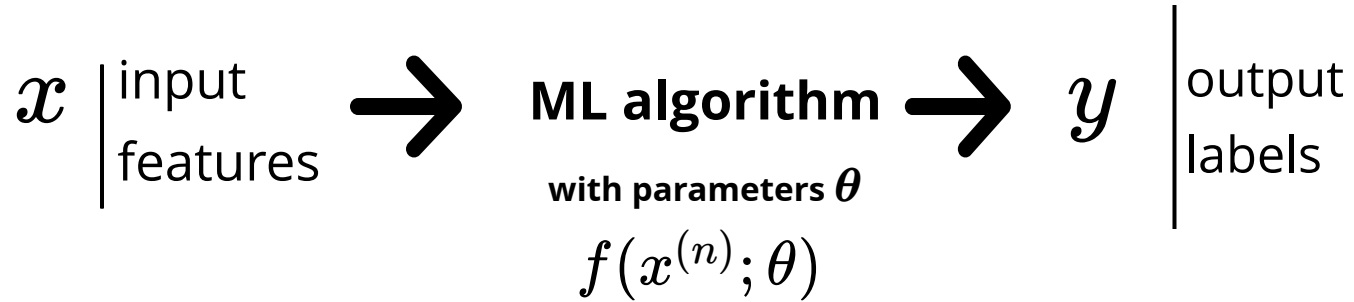 x
input
features
ML algorithm
with parameters θ
f(x^{(n)}; θ)
y
output
labels